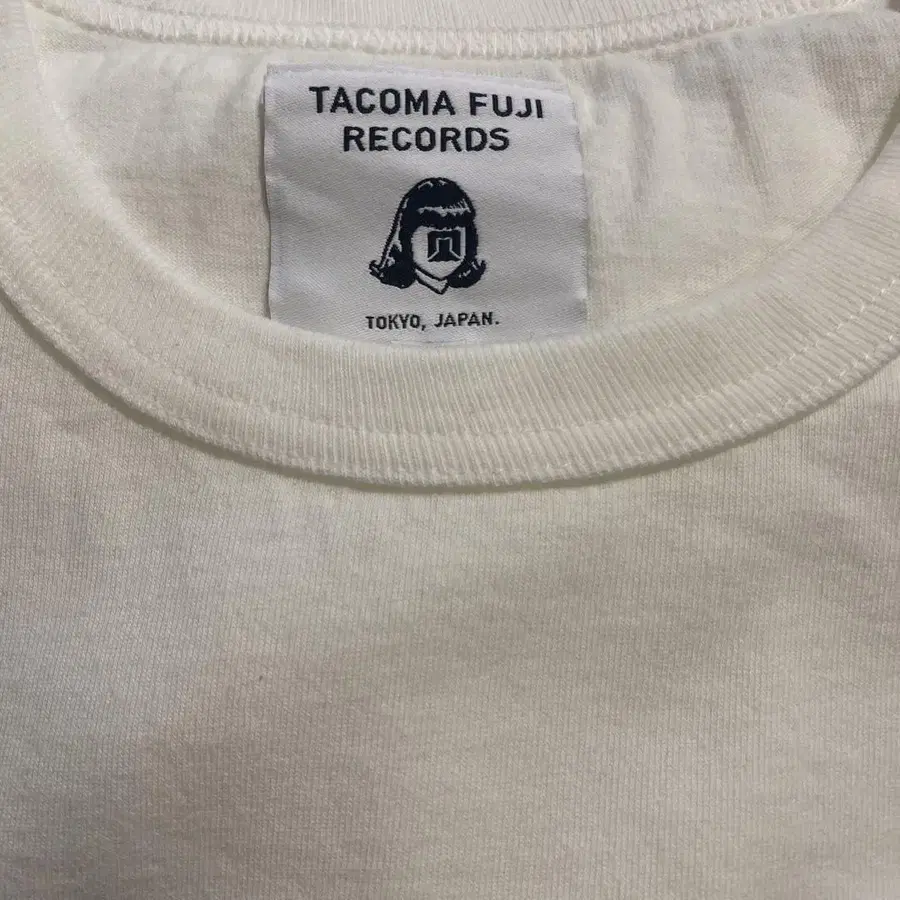 TACOMA FUJI
RECORDS
TOKYO, JAPAN.